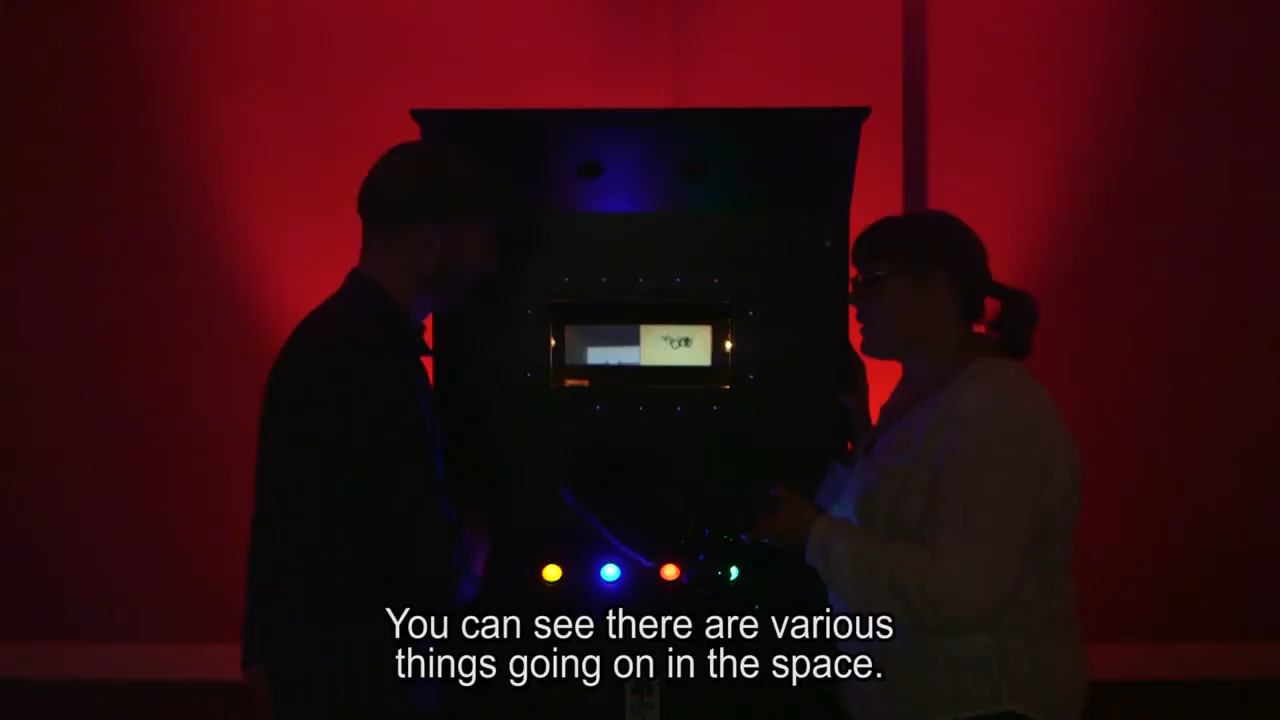 You can see there are various
things going on in the space.